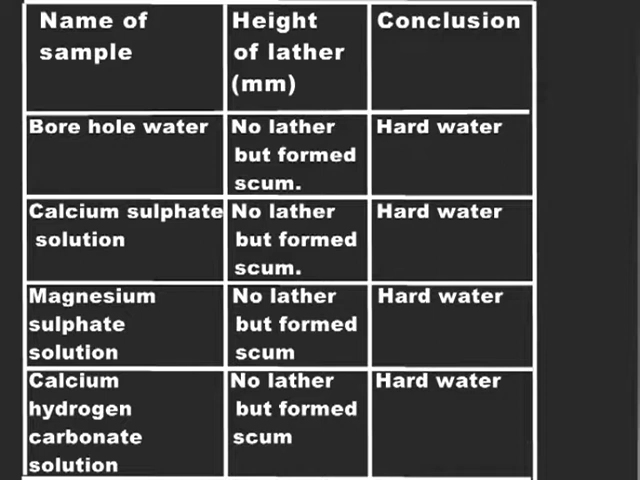 Name of sample
Height of lather (mm)
Conclusion
Bore hole water
No lather but formed scum.
Hard water
Calcium sulphate solution
No lather but formed scum.
Hard water
Magnesium sulphate solution
No lather but formed scum
Hard water
Calcium hydrogen carbonate solution
No lather but formed scum
Hard water